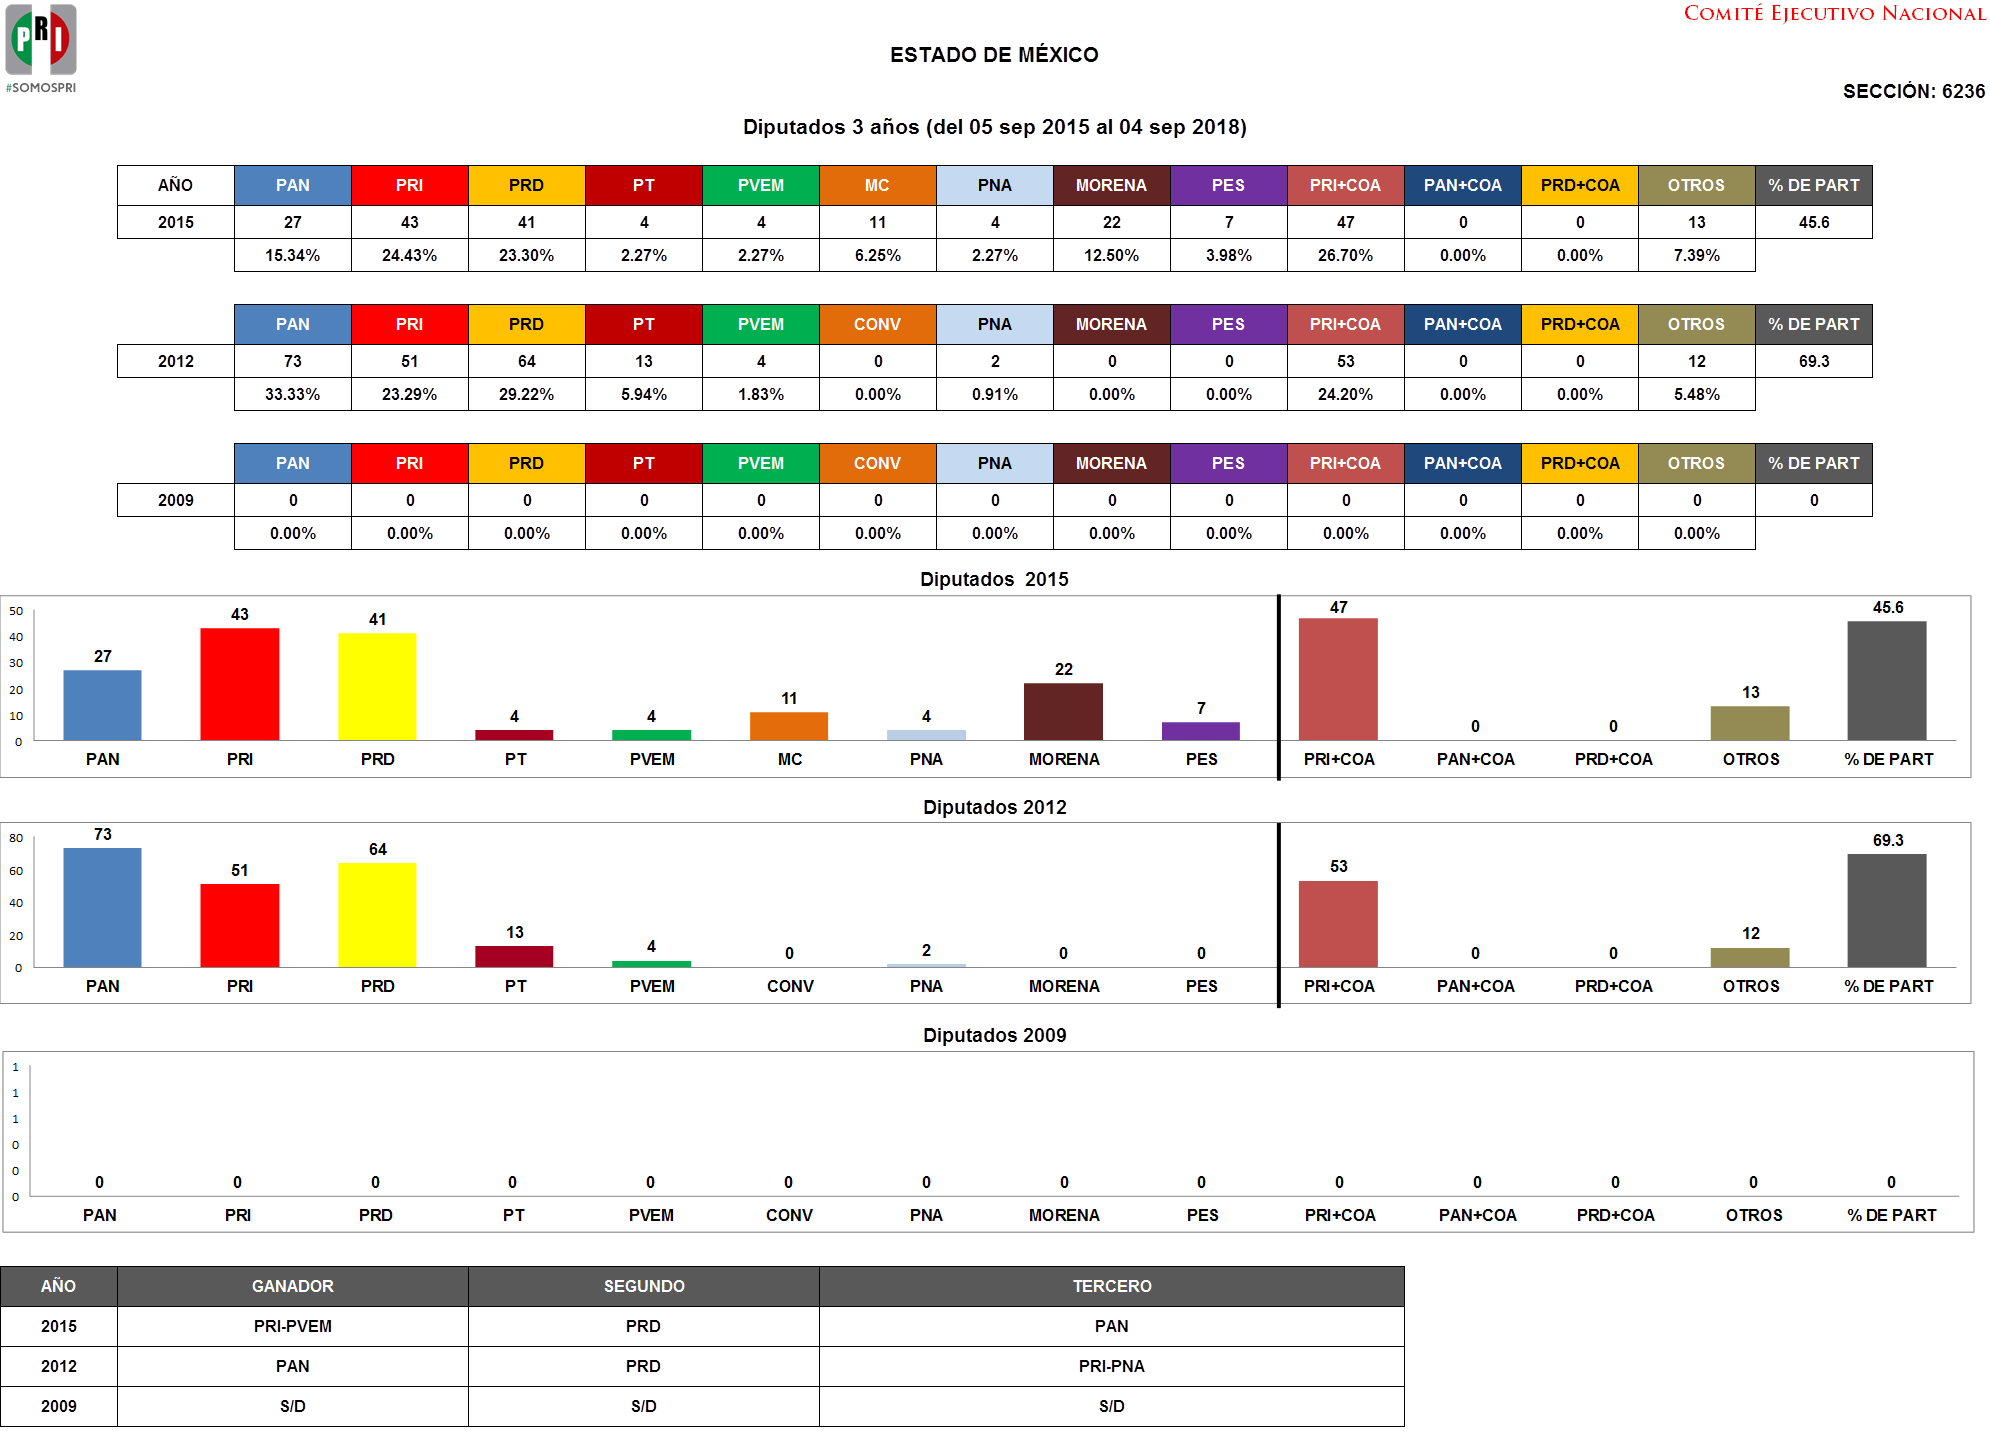 PRI
#SOMOSPRI
COMITÉ EJECUTIVO NACIONAL
ESTADO DE MÉXICO
SECCIÓN: 6236
Diputados 3 años (del 05 sep 2015 al 04 sep 2018)
AÑO PAN PRI PRD PT PVEM MC PNA MORENA PES PRI+COA PAN+COA PRD+COA OTROS % DE PART
2015 27 43 41 4 4 11 4 22 7 47 0 0 13 45.6
15.34% 24.43% 23.30% 2.27% 2.27% 6.25% 2.27% 12.50% 3.98% 26.70% 0.00% 0.00% 7.39%
PAN PRI PRD PT PVEM CONV PNA MORENA PES PRI+COA PAN+COA PRD+COA OTROS % DE PART
2012 73 51 64 13 4 0 2 0 0 53 0 0 12 69.3
33.33% 23.29% 29.22% 5.94% 1.83% 0.00% 0.91% 0.00% 0.00% 24.20% 0.00% 0.00% 5.48%
PAN PRI PRD PT PVEM CONV PNA MORENA PES PRI+COA PAN+COA PRD+COA OTROS % DE PART
2009 0 0 0 0 0 0 0 0 0 0 0 0 0 0
0.00% 0.00% 0.00% 0.00% 0.00% 0.00% 0.00% 0.00% 0.00% 0.00% 0.00% 0.00% 0.00%
Diputados 2015
50
40
30
20
10
0
27 43 41 4 4 11 4 22 7 47 0 0 13 45.6
PAN PRI PRD PT PVEM MC PNA MORENA PES PRI+COA PAN+COA PRD+COA OTROS % DE PART
Diputados 2012
80
60
40
20
0
73 51 64 13 4 0 2 0 0 53 0 0 12 69.3
PAN PRI PRD PT PVEM CONV PNA MORENA PES PRI+COA PAN+COA PRD+COA OTROS % DE PART
Diputados 2009
1
1
1
0
0
0
0 0 0 0 0 0 0 0 0 0 0 0 0 0
PAN PRI PRD PT PVEM CONV PNA MORENA PES PRI+COA PAN+COA PRD+COA OTROS % DE PART
AÑO GANADOR SEGUNDO TERCERO
2015 PRI-PVEM PRD PAN
2012 PAN PRD PRI-PNA
2009 S/D S/D S/D